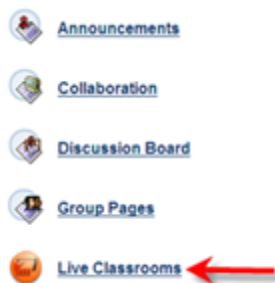 Announcements
Collaboration
Discussion Board
Group Pages
Live Classrooms